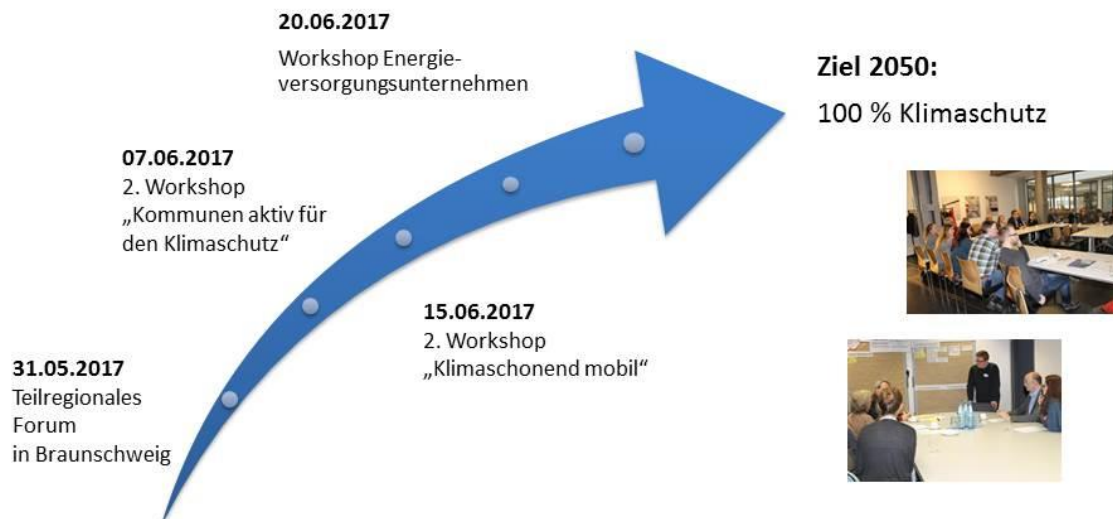 20.06.2017
Workshop Energie-
versorgungsunternehmen
Ziel 2050:
100 % Klimaschutz
07.06.2017
2. Workshop
„Kommunen aktiv für
den Klimaschutz“
15.06.2017
2. Workshop
„Klimaschonend mobil“
31.05.2017
Teilregionales
Forum
in Braunschweig